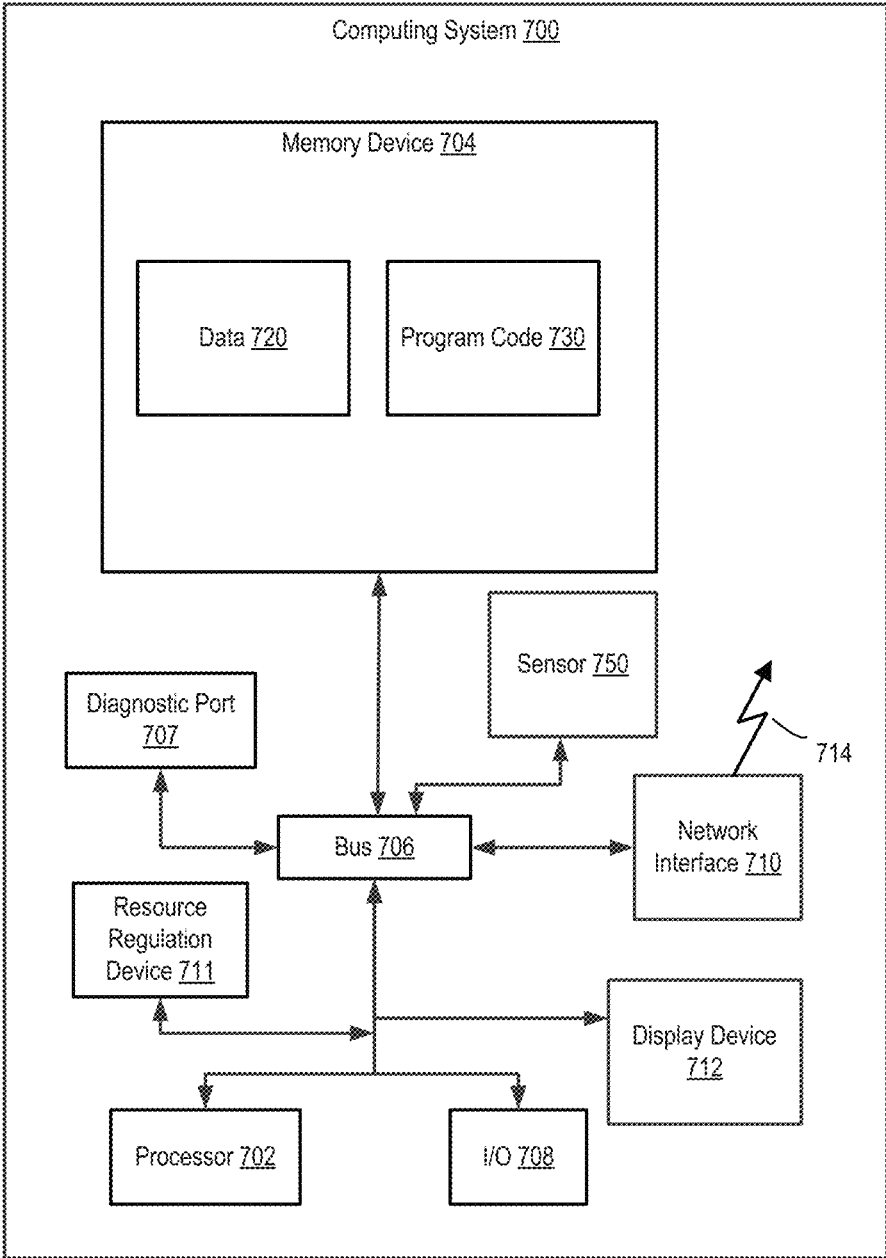 Computing System 700
Memory Device 704
Data 720
Program Code 730
Sensor 750
Diagnostic Port
707
714
Bus 706
Network
Interface 710
Resource
Regulation
Device 711
Display Device
712
Processor 702
I/O 708